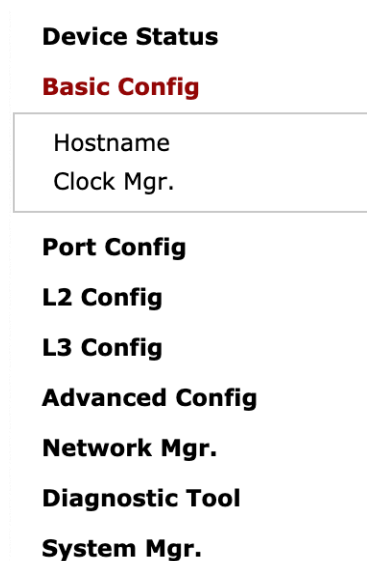 Device Status
Basic Config
Hostname
Clock Mgr.
Port Config
L2 Config
L3 Config
Advanced Config
Network Mgr.
Diagnostic Tool
System Mgr.